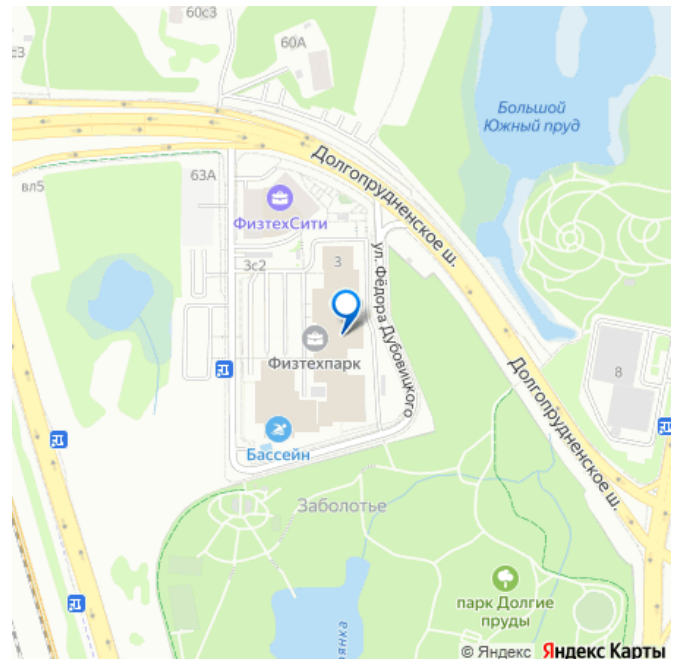 60с3
60А
Большой
Южный пруд
Долгопрудненское ш.
63А
вл5
ФизтехСити
3с2
3
ул. Фёдора Дубовицкого
Физтехпарк
Долгопрудненское ш.
8
Бассейн
Заболотье
парк Долгие
пруды
© Яндекс Яндекс Карты